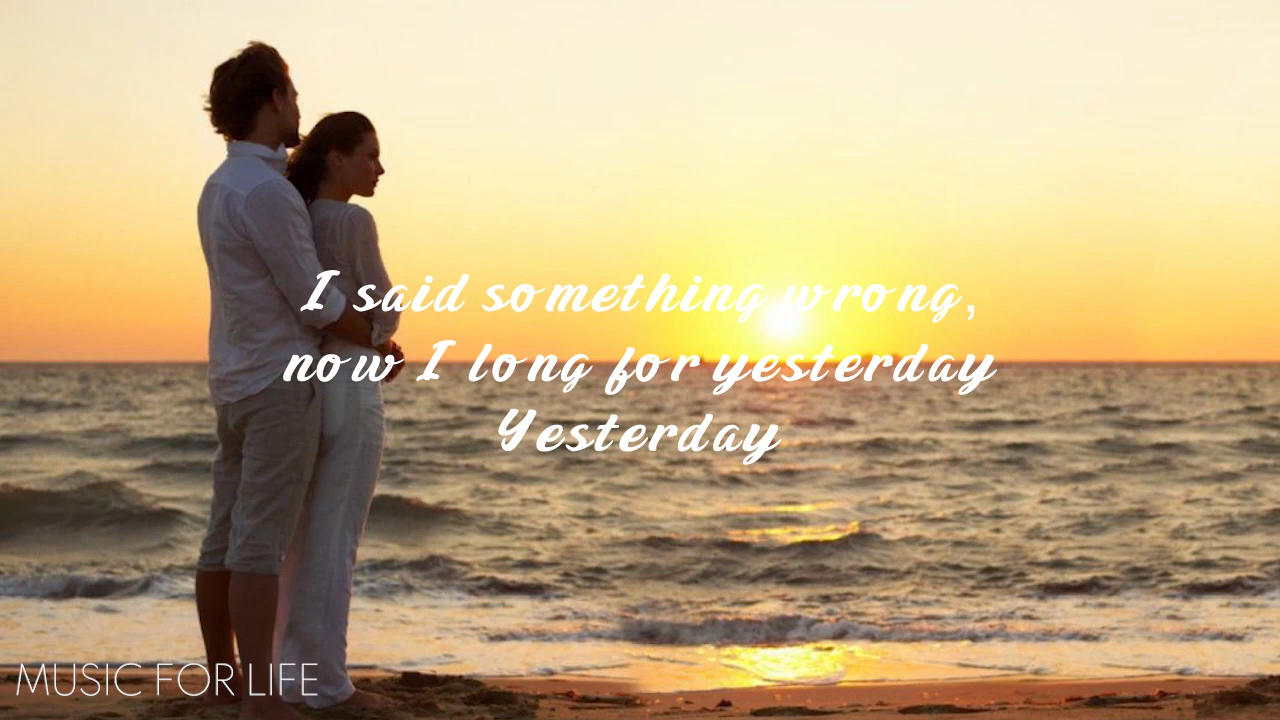 I said something wrong,
now I long for yesterday
Yesterday
MUSIC FOR LIFE